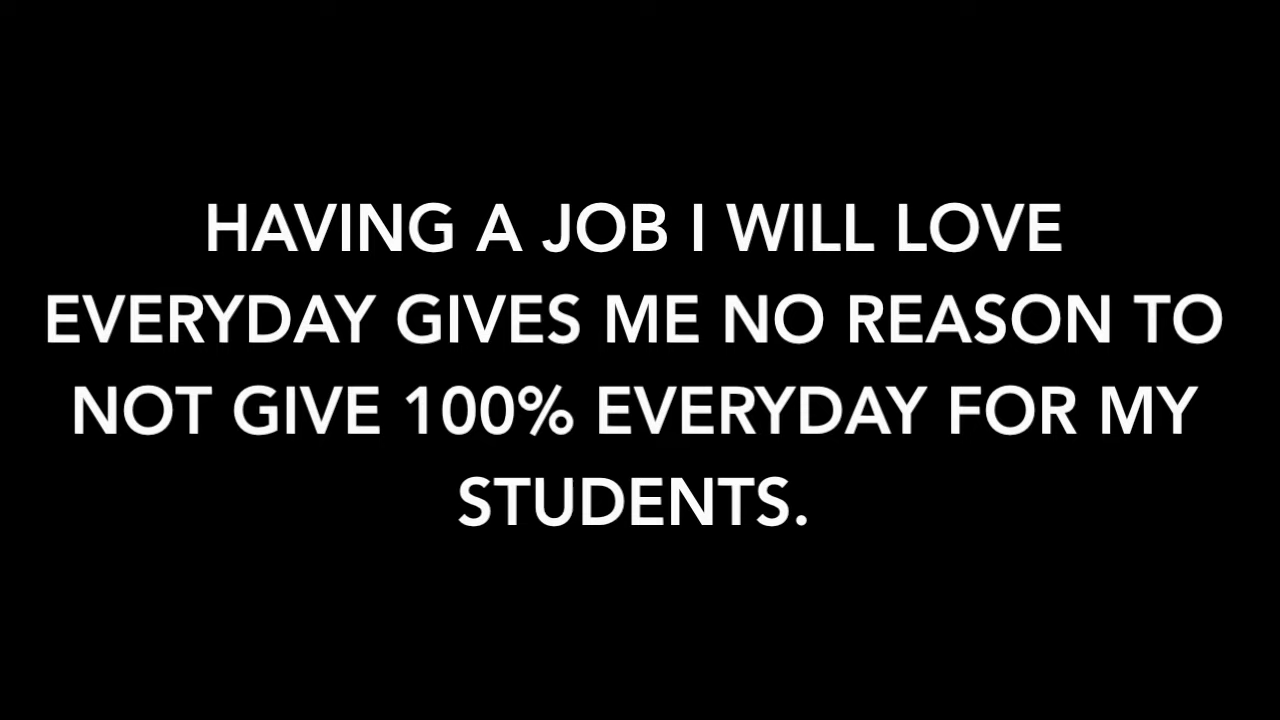 HAVING A JOB I WILL LOVE
EVERYDAY GIVES ME NO REASON TO
NOT GIVE 100% EVERYDAY FOR MY
STUDENTS.